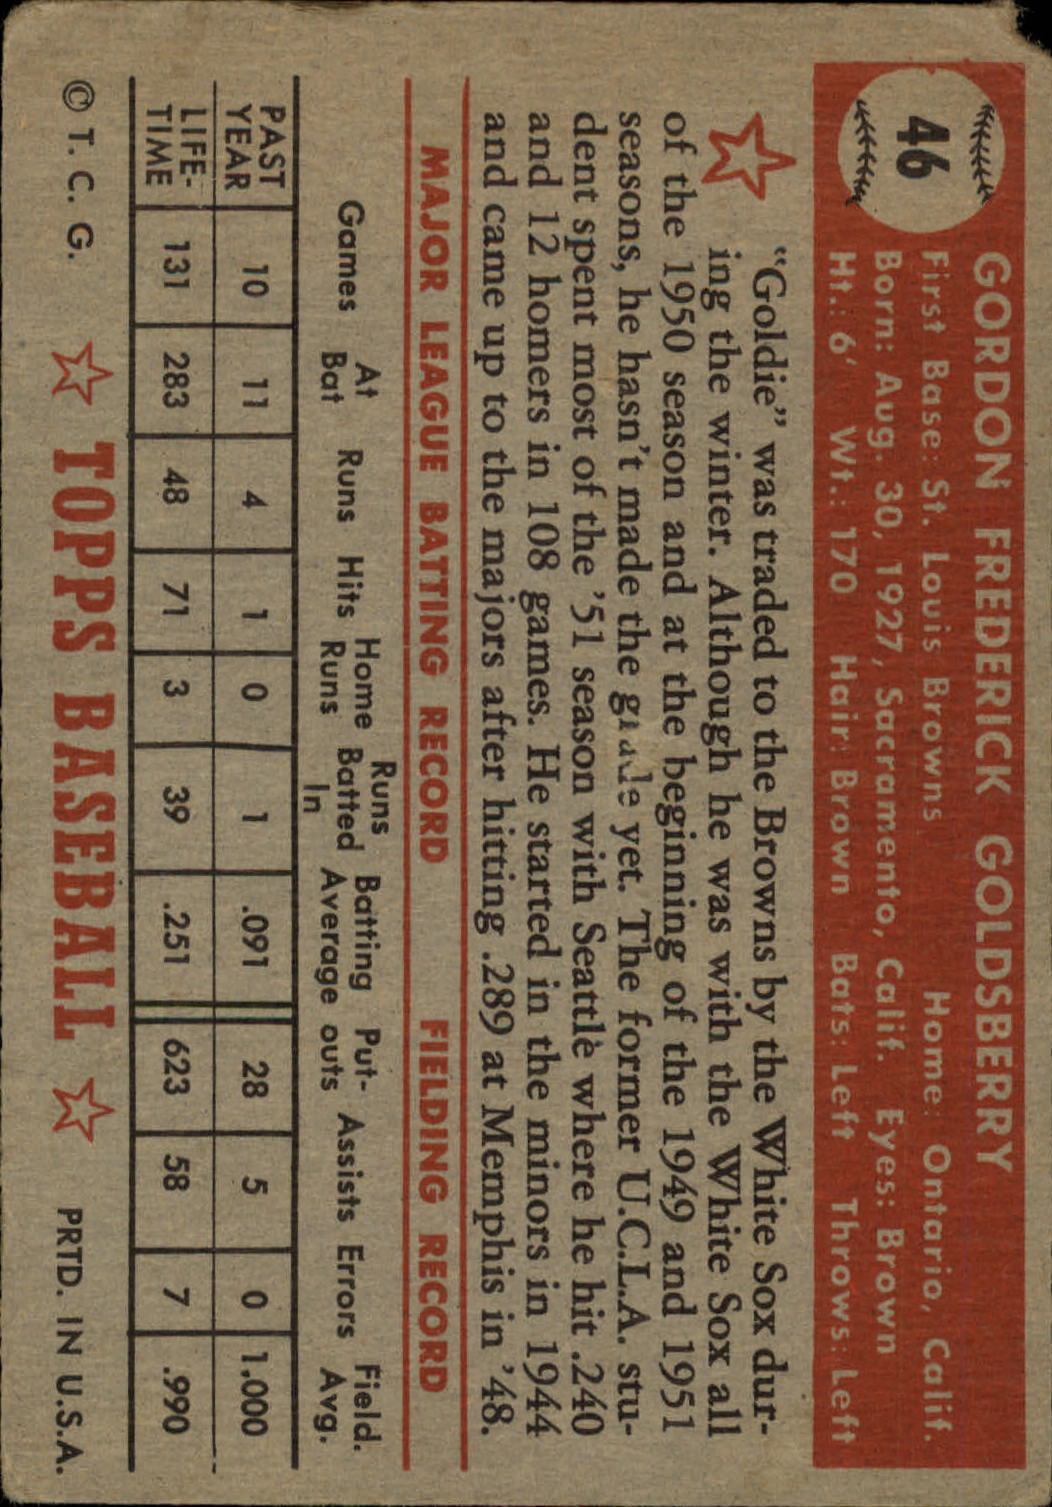 46
GORDON FREDERICK GOLDSBERRY
First Base: St. Louis Browns Home: Ontario, Calif.
Born: Aug. 30, 1927, Sacramento, Calif. Eyes: Brown
Ht.: 6' Wt.: 170 Hair: Brown Bats: Left Throws: Left
"Goldie" was traded to the Browns by the White Sox dur-
ing the winter. Although he was with the White Sox all
of the 1950 season and at the beginning of the 1949 and 1951
seasons, he hasn't made the grade yet. The former U.C.L.A. stu-
dent spent most of the '51 season with Seattle where he hit .240
and 12 homers in 108 games. He started in the minors in 1944
and came up to the majors after hitting .289 at Memphis in '48.
MAJOR LEAGUE BATTING RECORD FIELDING RECORD
Games At Bat Runs Hits Home Runs Runs Batted In Batting Average Put-outs Assists Errors Field. Avg.
PAST YEAR 10 11 4 1 0 1 .091 28 5 0 1.000
LIFE-TIME 131 283 48 71 3 39 .251 623 58 7 .990
© T. C. G. TOPPS BASEBALL PRTD. IN U.S.A.